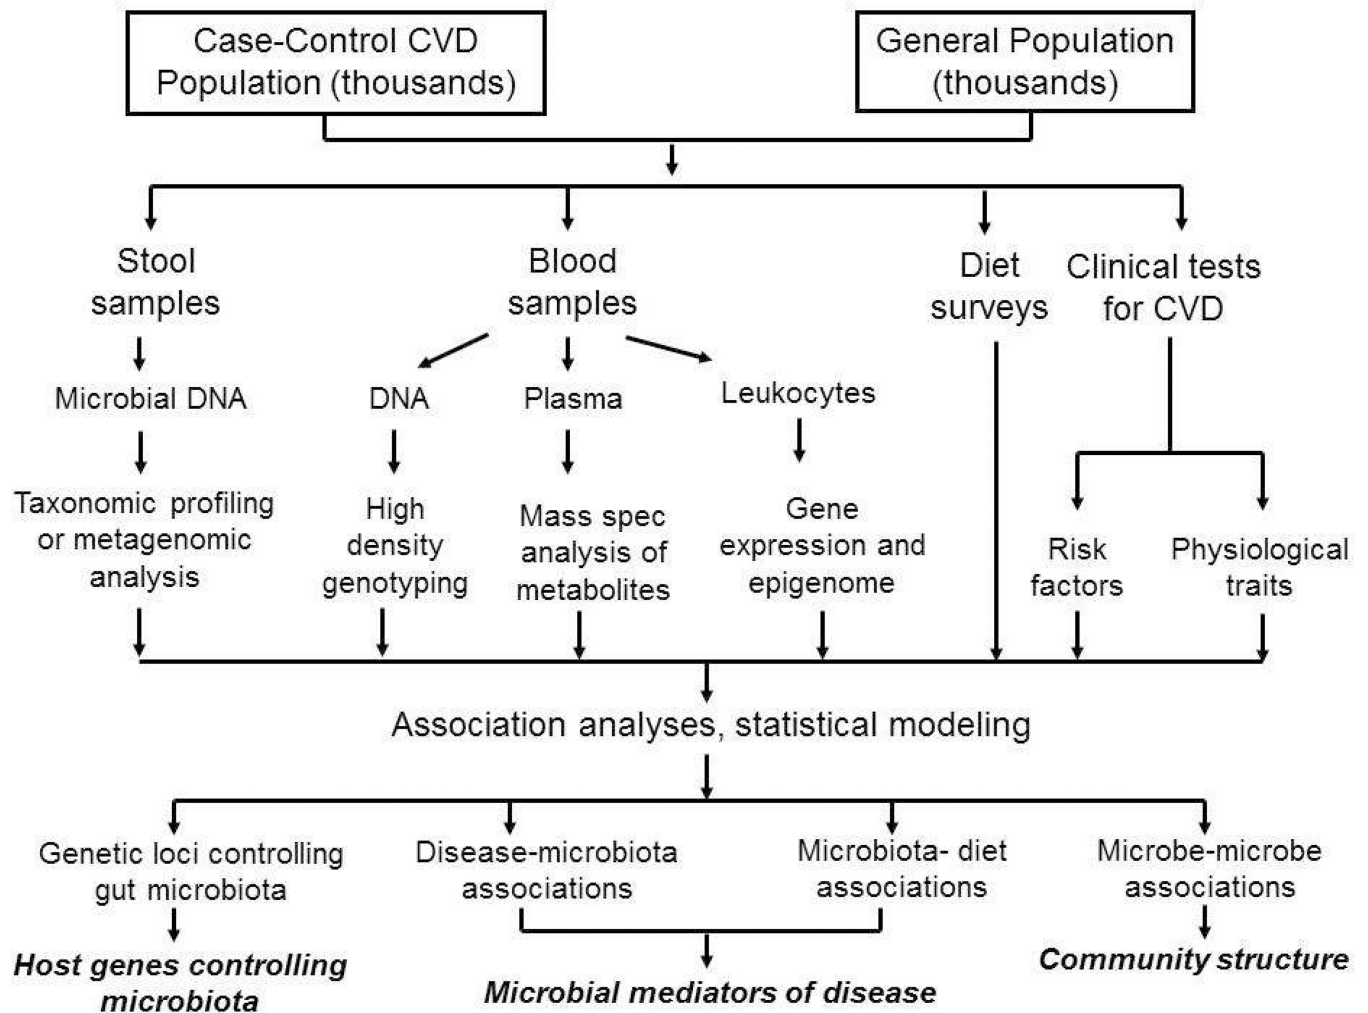 Case-Control CVD
Population (thousands)
General Population
(thousands)
Stool
samples
Blood
samples
Diet
surveys
Clinical tests
for CVD
Microbial DNA
DNA
Plasma
Leukocytes
Taxonomic profiling
or metagenomic
analysis
High
density
genotyping
Mass spec
analysis of
metabolites
Gene
expression and
epigenome
Risk
factors
Physiological
traits
Association analyses, statistical modeling
Genetic loci controlling
gut microbiota
Disease-microbiota
associations
Microbiota- diet
associations
Microbe-microbe
associations
Host genes controlling
microbiota
Microbial mediators of disease
Community structure